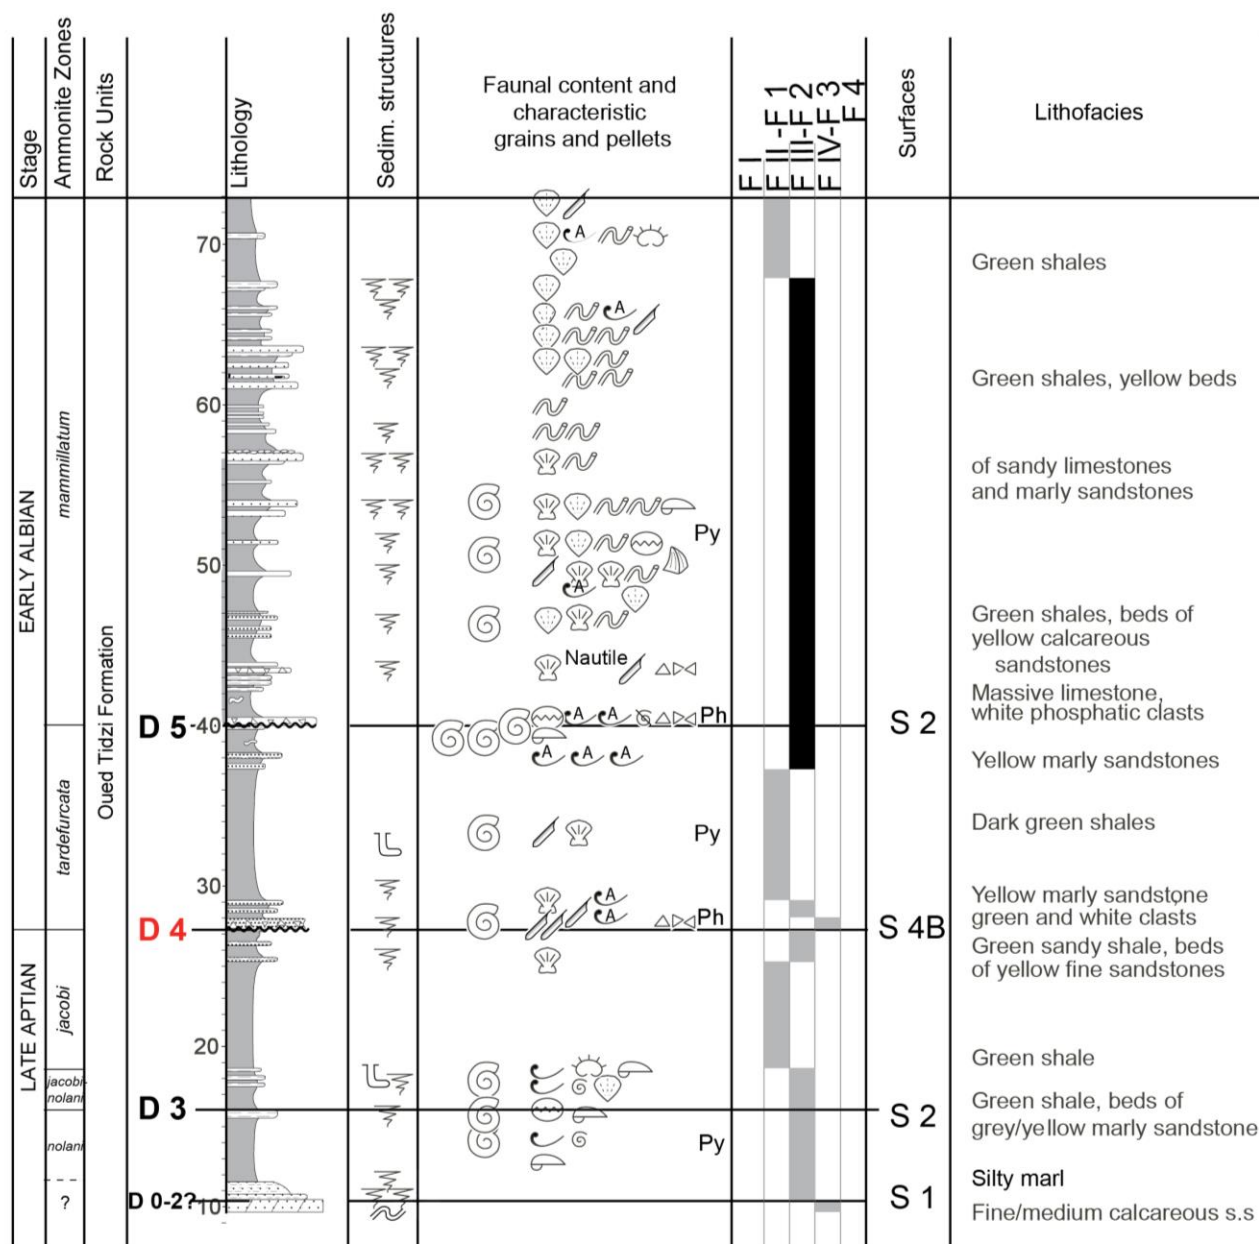 Stage
Ammonite Zones
Rock Units
Lithology
Sedim. structures
Faunal content and
characteristic
grains and pellets
F I
F II-F 1
F III-F 2
F IV-F 3
F 4
Surfaces
Lithofacies
EARLY ALBIAN
LATE APTIAN
mammillatum
tardefurcata
jacobi
jacobi-
nolani
nolani
?
Oued Tidzi Formation
70
60
50
40
30
20
10
D 5
D 4
D 3
D 0-2?
A
A
A
Py
A
Nautile
A
A
Ph
A
A
A
Py
A
A
Ph
Py
S 2
S 4B
S 2
S 1
Green shales
Green shales, yellow beds
of sandy limestones
and marly sandstones
Green shales, beds of
yellow calcareous
sandstones
Massive limestone,
white phosphatic clasts
Yellow marly sandstones
Dark green shales
Yellow marly sandstone
green and white clasts
Green sandy shale, beds
of yellow fine sandstones
Green shale
Green shale, beds of
grey/yellow marly sandstone
Silty marl
Fine/medium calcareous s.s